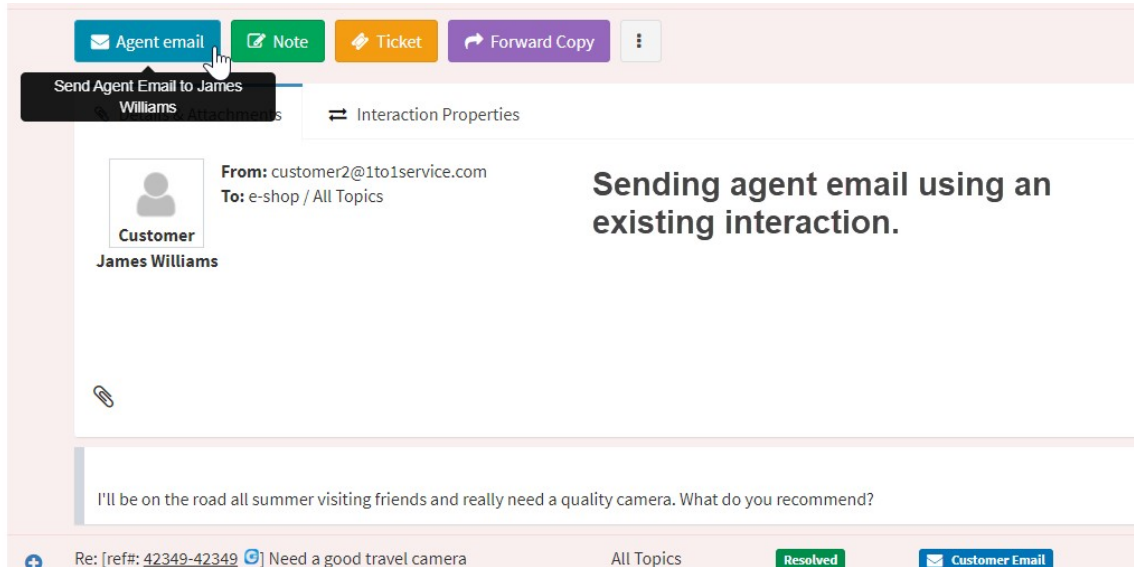 Agent email Note Ticket Forward Copy
Send Agent Email to James
Williams
Attachments Interaction Properties
From: customer2@1to1service.com
To: e-shop / All Topics
Sending agent email using an
existing interaction.
Customer
James Williams
I'll be on the road all summer visiting friends and really need a quality camera. What do you recommend?
Re: [ref#: 42349-42349 ] Need a good travel camera All Topics Resolved Customer Email